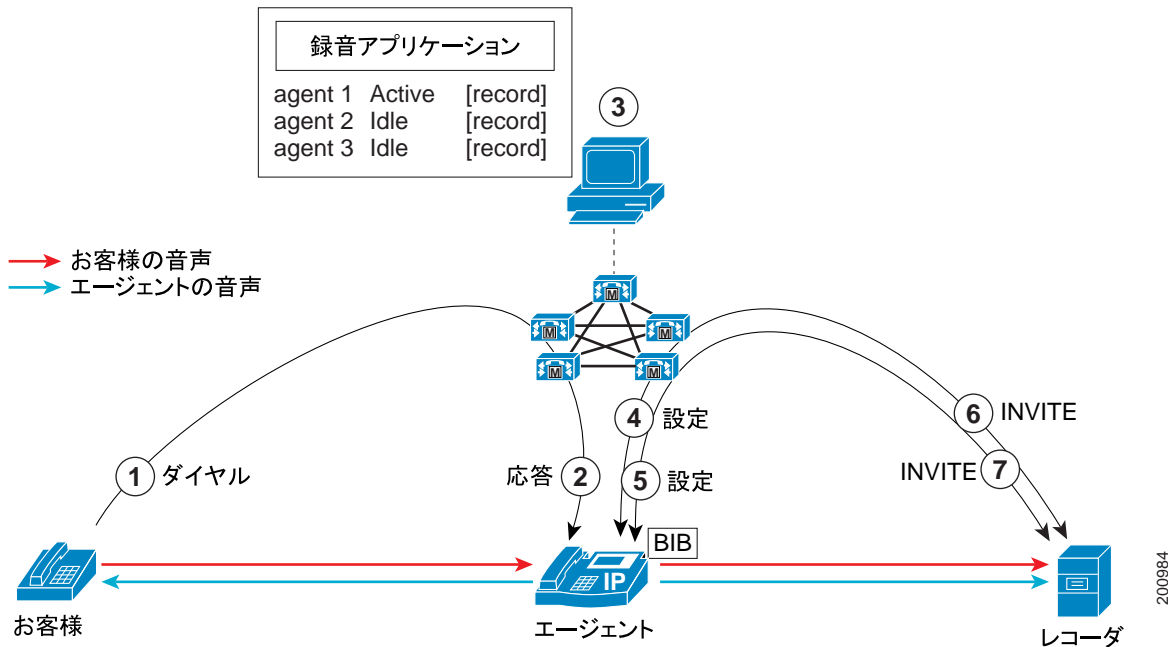 録音アプリケーション
agent 1 Active [record]
agent 2 Idle [record]
agent 3 Idle [record]
3
お客様の音声
エージェントの音声
M
M
M
M
M
1 ダイヤル
応答 2
4 設定
5 設定
6 INVITE
INVITE 7
BIB
IP
お客様
エージェント
レコーダ
200984